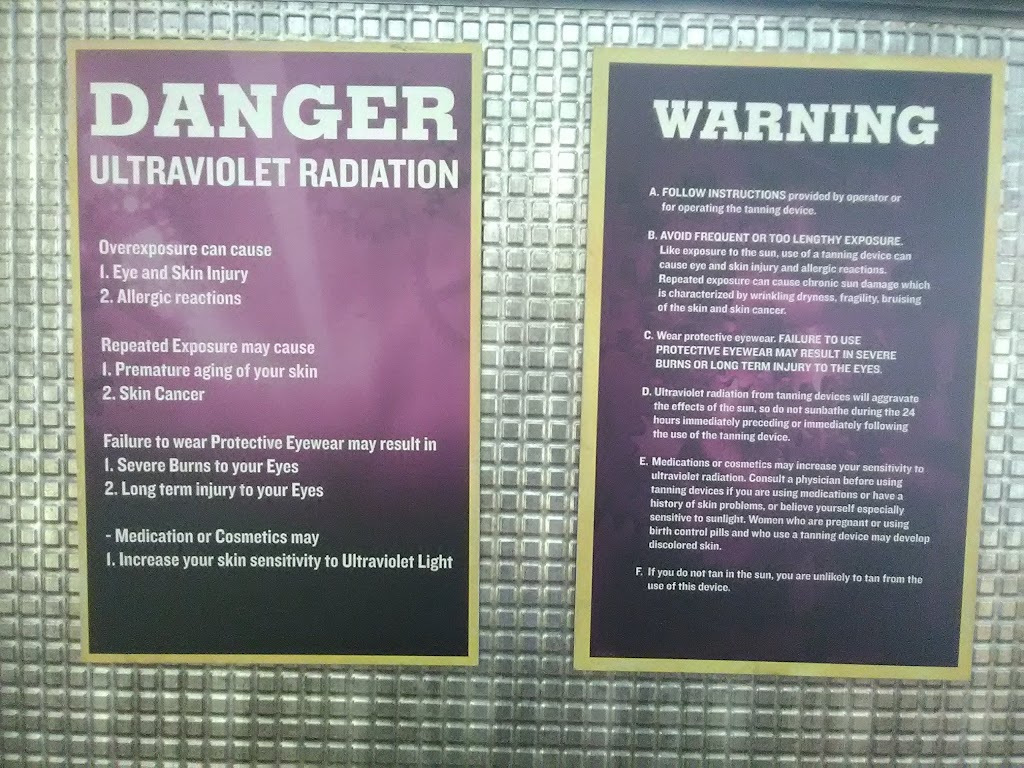 DANGER
ULTRAVIOLET RADIATION
Overexposure can cause
1. Eye and Skin Injury
2. Allergic reactions
Repeated Exposure may cause
1. Premature aging of your skin
2. Skin Cancer
Failure to wear Protective Eyewear may result in
1. Severe Burns to your Eyes
2. Long term injury to your Eyes
- Medication or Cosmetics may
1. Increase your skin sensitivity to Ultraviolet Light
WARNING
A. FOLLOW INSTRUCTIONS provided by operator or
for operating the tanning device.
B. AVOID FREQUENT OR TOO LENGTHY EXPOSURE.
Like exposure to the sun, use of a tanning device can
cause eye and skin injury and allergic reactions.
Repeated exposure can cause chronic sun damage which
is characterized by wrinkling dryness, fragility, bruising
of the skin and skin cancer.
C. Wear protective eyewear. FAILURE TO USE
PROTECTIVE EYEWEAR MAY RESULT IN SEVERE
BURNS OR LONG TERM INJURY TO THE EYES.
D. Ultraviolet radiation from tanning devices will aggravate
the effects of the sun, so do not sunbathe during the 24
hours immediately preceding or immediately following
the use of the tanning device.
E. Medications or cosmetics may increase your sensitivity to
ultraviolet radiation. Consult a physician before using
tanning devices if you are using medications or have a
history of skin problems, or believe yourself especially
sensitive to sunlight. Women who are pregnant or using
birth control pills and who use a tanning device may develop
discolored skin.
F. If you do not tan in the sun, you are unlikely to tan from the
use of this device.